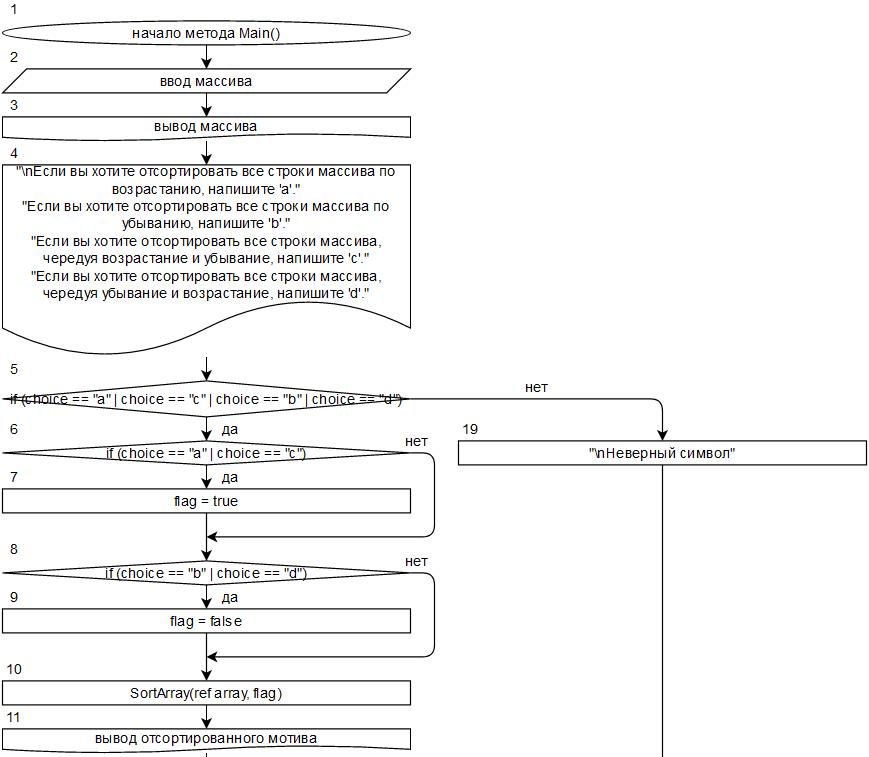 1
начало метода Main()
2
ввод массива
3
вывод массива
4
"\nЕсли вы хотите отсортировать все строки массива по
возрастанию, напишите 'a'."
"Если вы хотите отсортировать все строки массива по
убыванию, напишите 'b'."
"Если вы хотите отсортировать все строки массива,
чередуя возрастание и убывание, напишите 'c'."
"Если вы хотите отсортировать все строки массива,
чередуя убывание и возрастание, напишите 'd'."
5
if (choice == "a" | choice == "c" | choice == "b" | choice == "d")
нет
да
6
if (choice == "a" | choice == "c")
нет
19
"\nНеверный символ"
да
7
flag = true
8
if (choice == "b" | choice == "d")
нет
да
9
flag = false
10
SortArray(ref array, flag)
11
вывод отсортированного мотива